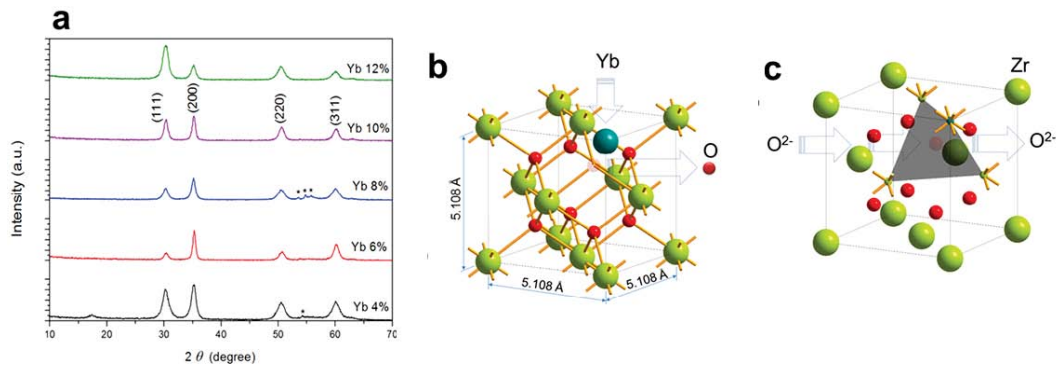 a
Intensity (a.u.)
Yb 12%
(111)
(200)
(220)
(311)
Yb 10%
Yb 8%
* * *
Yb 6%
Yb 4%
*
10 20 30 40 50 60 70
2 θ (degree)
b
Yb
O
5.108 Å
5.108 Å
5.108 Å
c
Zr
O2-
O2-